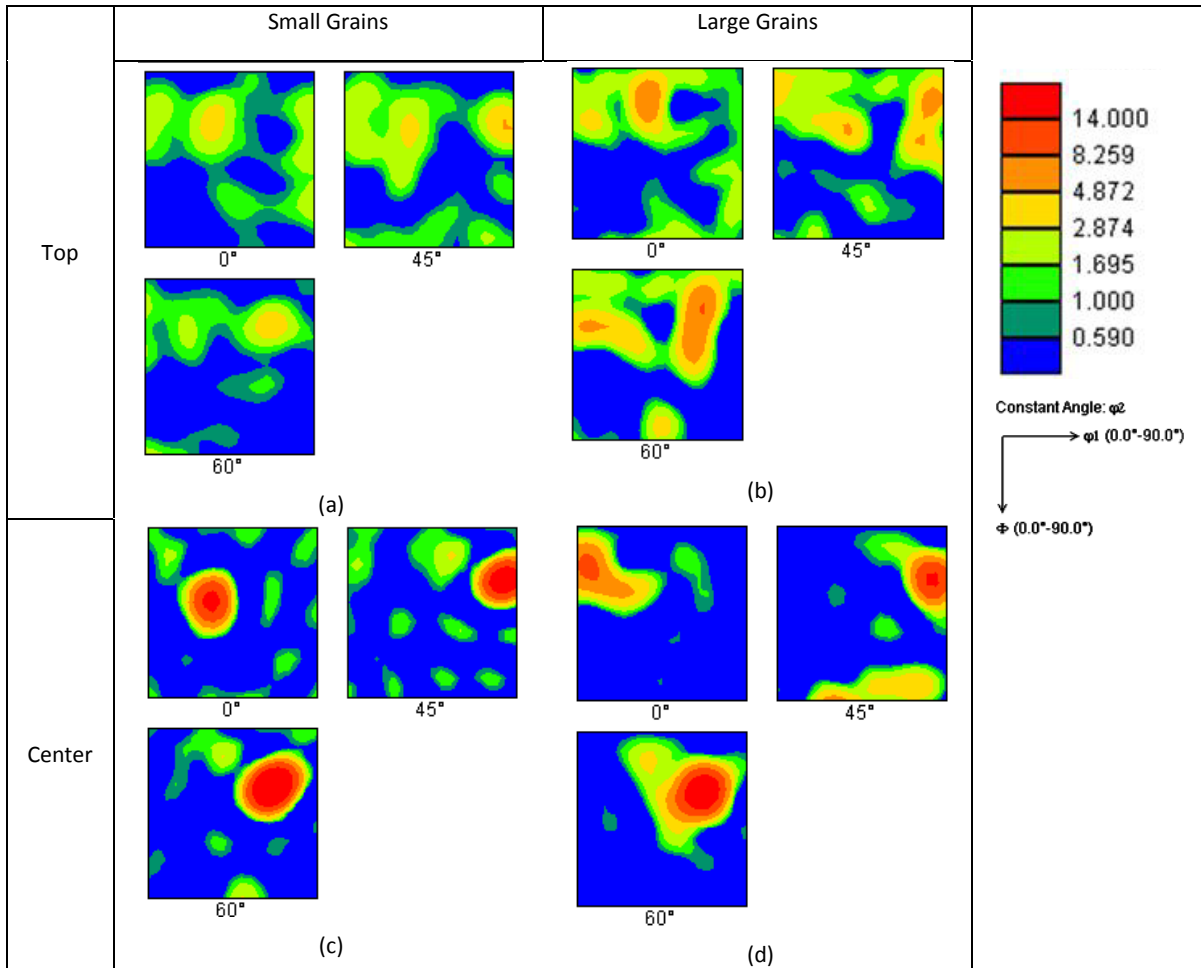 Small Grains
Large Grains
Top
0°
45°
60°
(a)
0°
45°
60°
(b)
14.000
8.259
4.872
2.874
1.695
1.000
0.590
Constant Angle: φ2
φ1 (0.0°-90.0°)
Φ (0.0°-90.0°)
Center
0°
45°
60°
(c)
0°
45°
60°
(d)